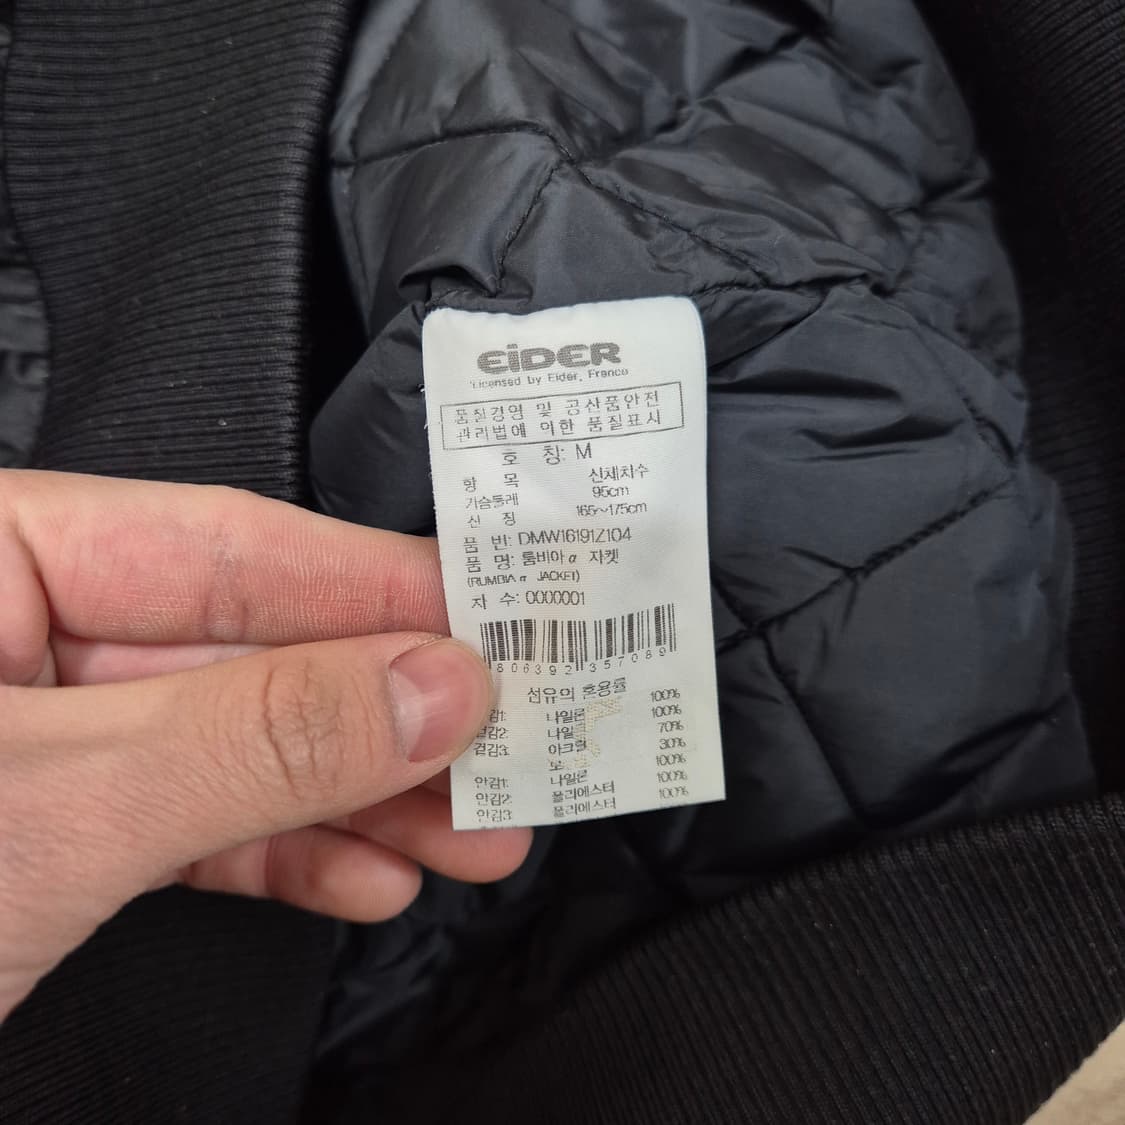 EiDER
Licensed by Eider, France
품질경영 및 공산품안전
관리법에 의한 품질표시
호 칭: M
항 목 신체치수
가슴둘레 95cm
신 장 165~175cm
품 번: DMW16191Z104
품 명: 룸비아 α 자켓
(RUMBIA α JACKET)
차 수: 0000001
8 806392 357089
섬유의 혼용률
겉감1: 나일론 100%
겉감2: 나일 100%
겉감3: 아크릴 70%
30%
안감1: 나일론 100%
안감2: 폴리에스터 100%
안감3: 폴리에스터 100%